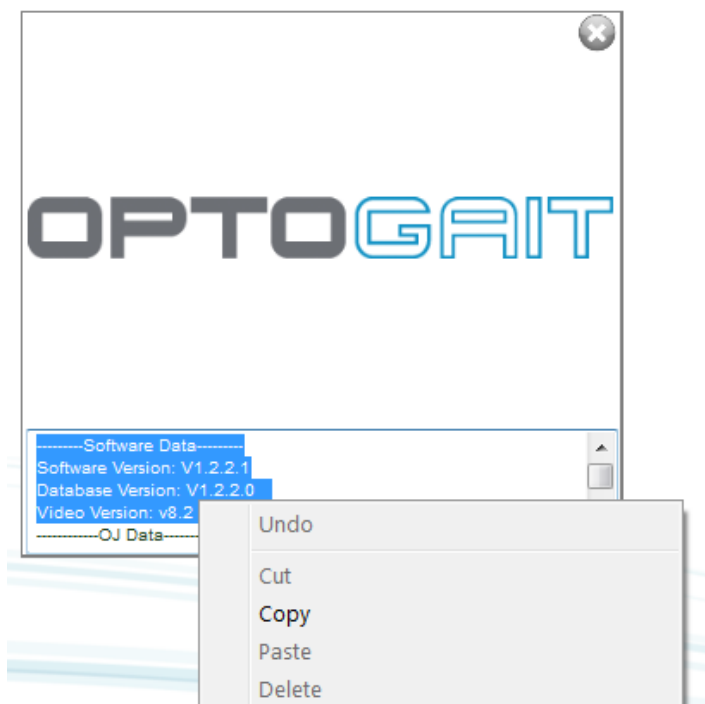 OPTOGAIT
---------Software Data---------
Software Version: V1.2.2.1
Database Version: V1.2.2.0
Video Version: v8.2
------------OJ Data-------
Undo
Cut
Copy
Paste
Delete